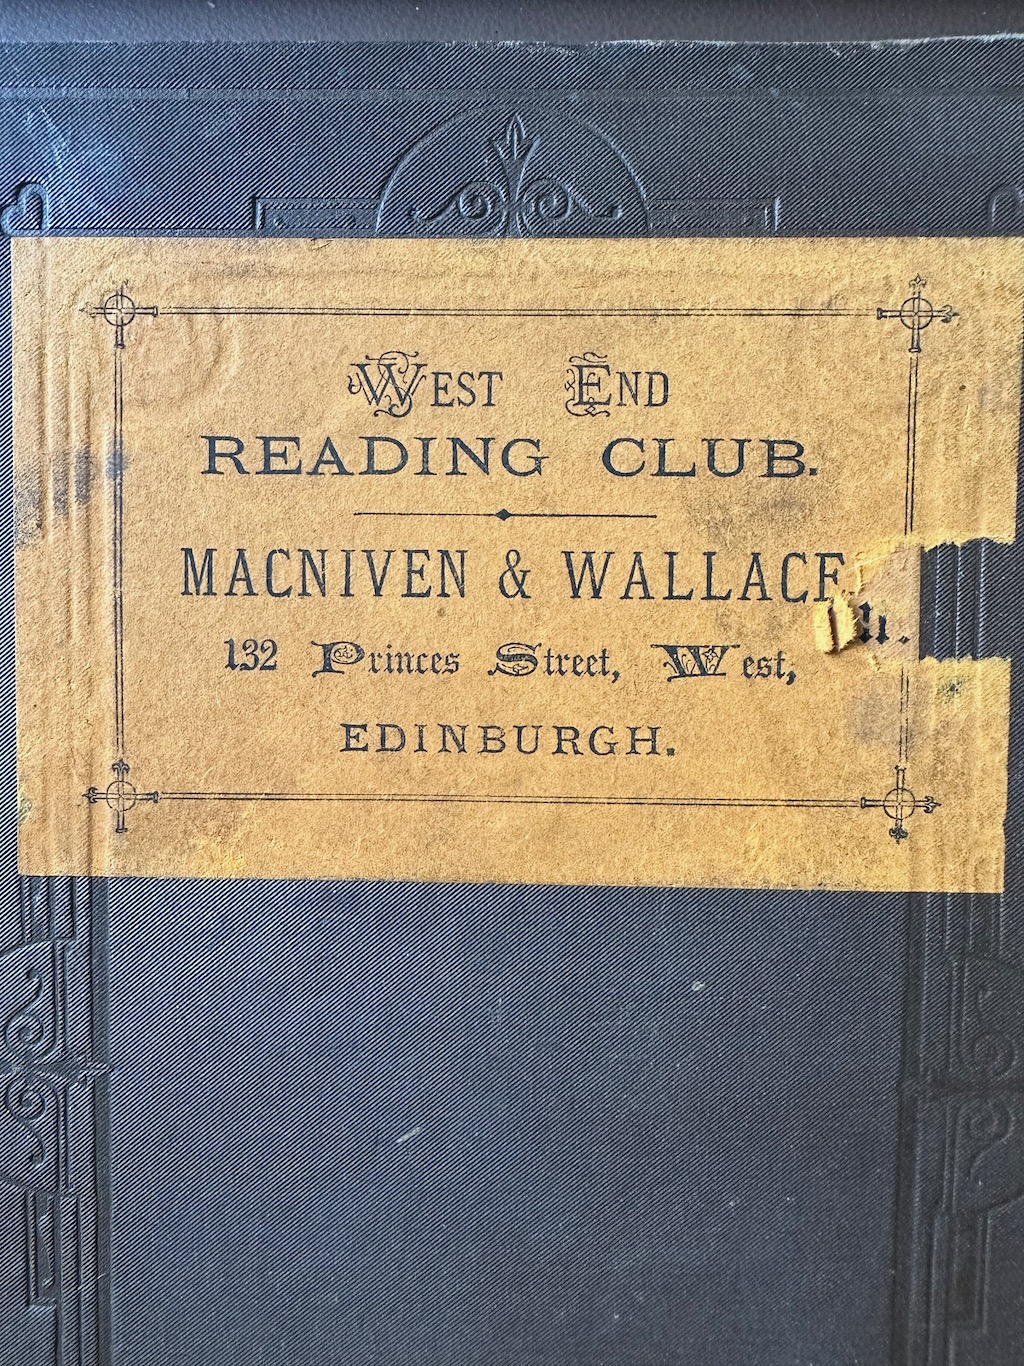 West End
READING CLUB.
MACNIVEN & WALLACE,
132 Princes Street, West,
EDINBURGH.